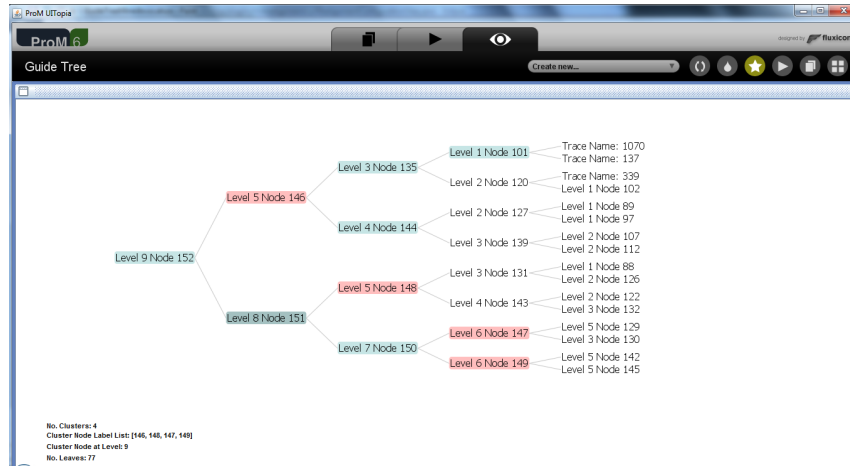 ProM UITopia
ProM 6
designed by fluxicon
Guide Tree
Create new...
Level 1 Node 101
Trace Name: 1070
Trace Name: 137
Level 3 Node 135
Level 2 Node 120
Trace Name: 339
Level 1 Node 102
Level 5 Node 146
Level 2 Node 127
Level 1 Node 89
Level 1 Node 97
Level 4 Node 144
Level 3 Node 139
Level 2 Node 107
Level 2 Node 112
Level 9 Node 152
Level 3 Node 131
Level 1 Node 88
Level 2 Node 126
Level 5 Node 148
Level 4 Node 143
Level 2 Node 122
Level 3 Node 132
Level 8 Node 151
Level 6 Node 147
Level 5 Node 129
Level 3 Node 130
Level 7 Node 150
Level 6 Node 149
Level 5 Node 142
Level 5 Node 145
No. Clusters: 4
Cluster Node Label List: [146, 148, 147, 149]
Cluster Node at Level: 9
No. Leaves: 77